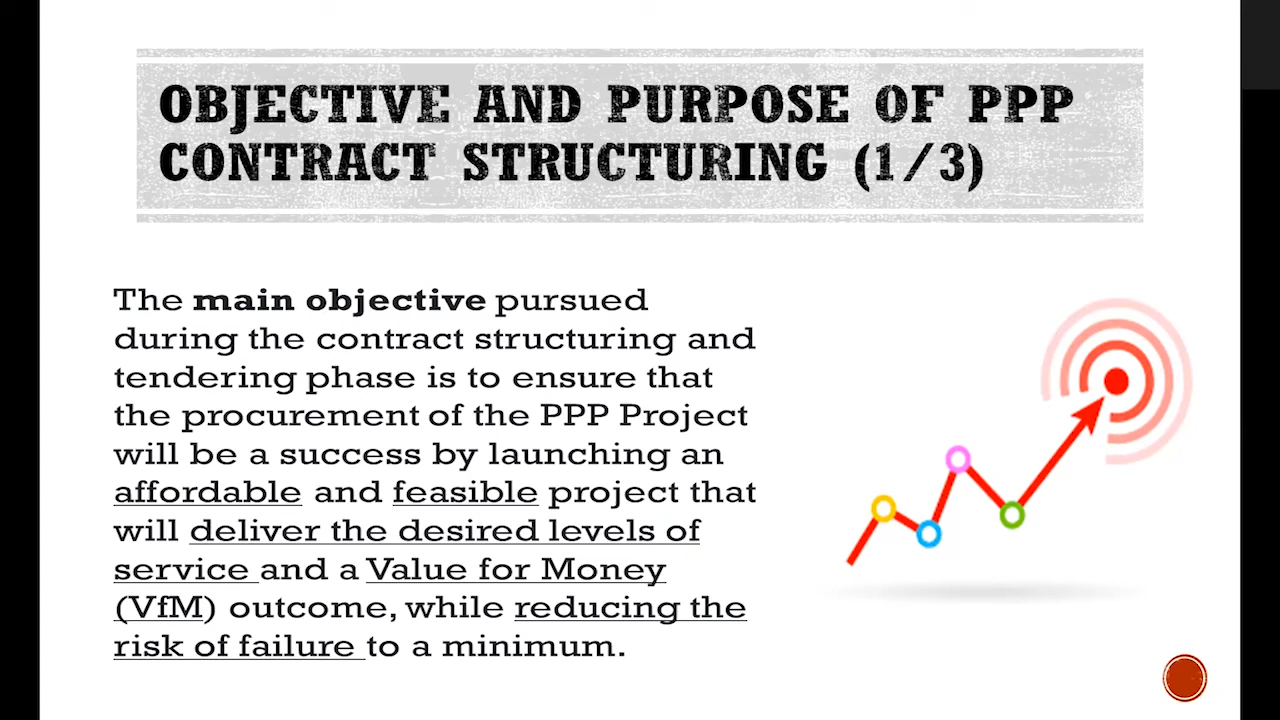 OBJECTIVE AND PURPOSE OF PPP
CONTRACT STRUCTURING (1/3)
The main objective pursued
during the contract structuring and
tendering phase is to ensure that
the procurement of the PPP Project
will be a success by launching an
affordable and feasible project that
will deliver the desired levels of
service and a Value for Money
(VfM) outcome, while reducing the
risk of failure to a minimum.